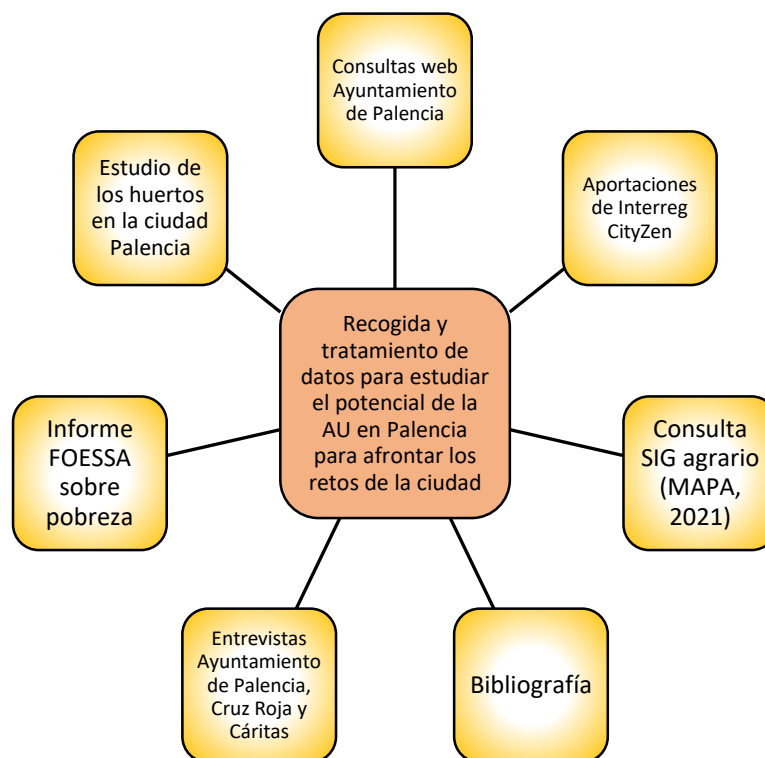 Consultas web
Ayuntamiento
de Palencia
Estudio de
los huertos
en la ciudad
Palencia
Aportaciones
de Interreg
CityZen
Recogida y
tratamiento de
datos para estudiar
el potencial de la
AU en Palencia
para afrontar los
retos de la ciudad
Informe
FOESSA
sobre
pobreza
Consulta
SIG agrario
(MAPA,
2021)
Entrevistas
Ayuntamiento
de Palencia,
Cruz Roja y
Cáritas
Bibliografía